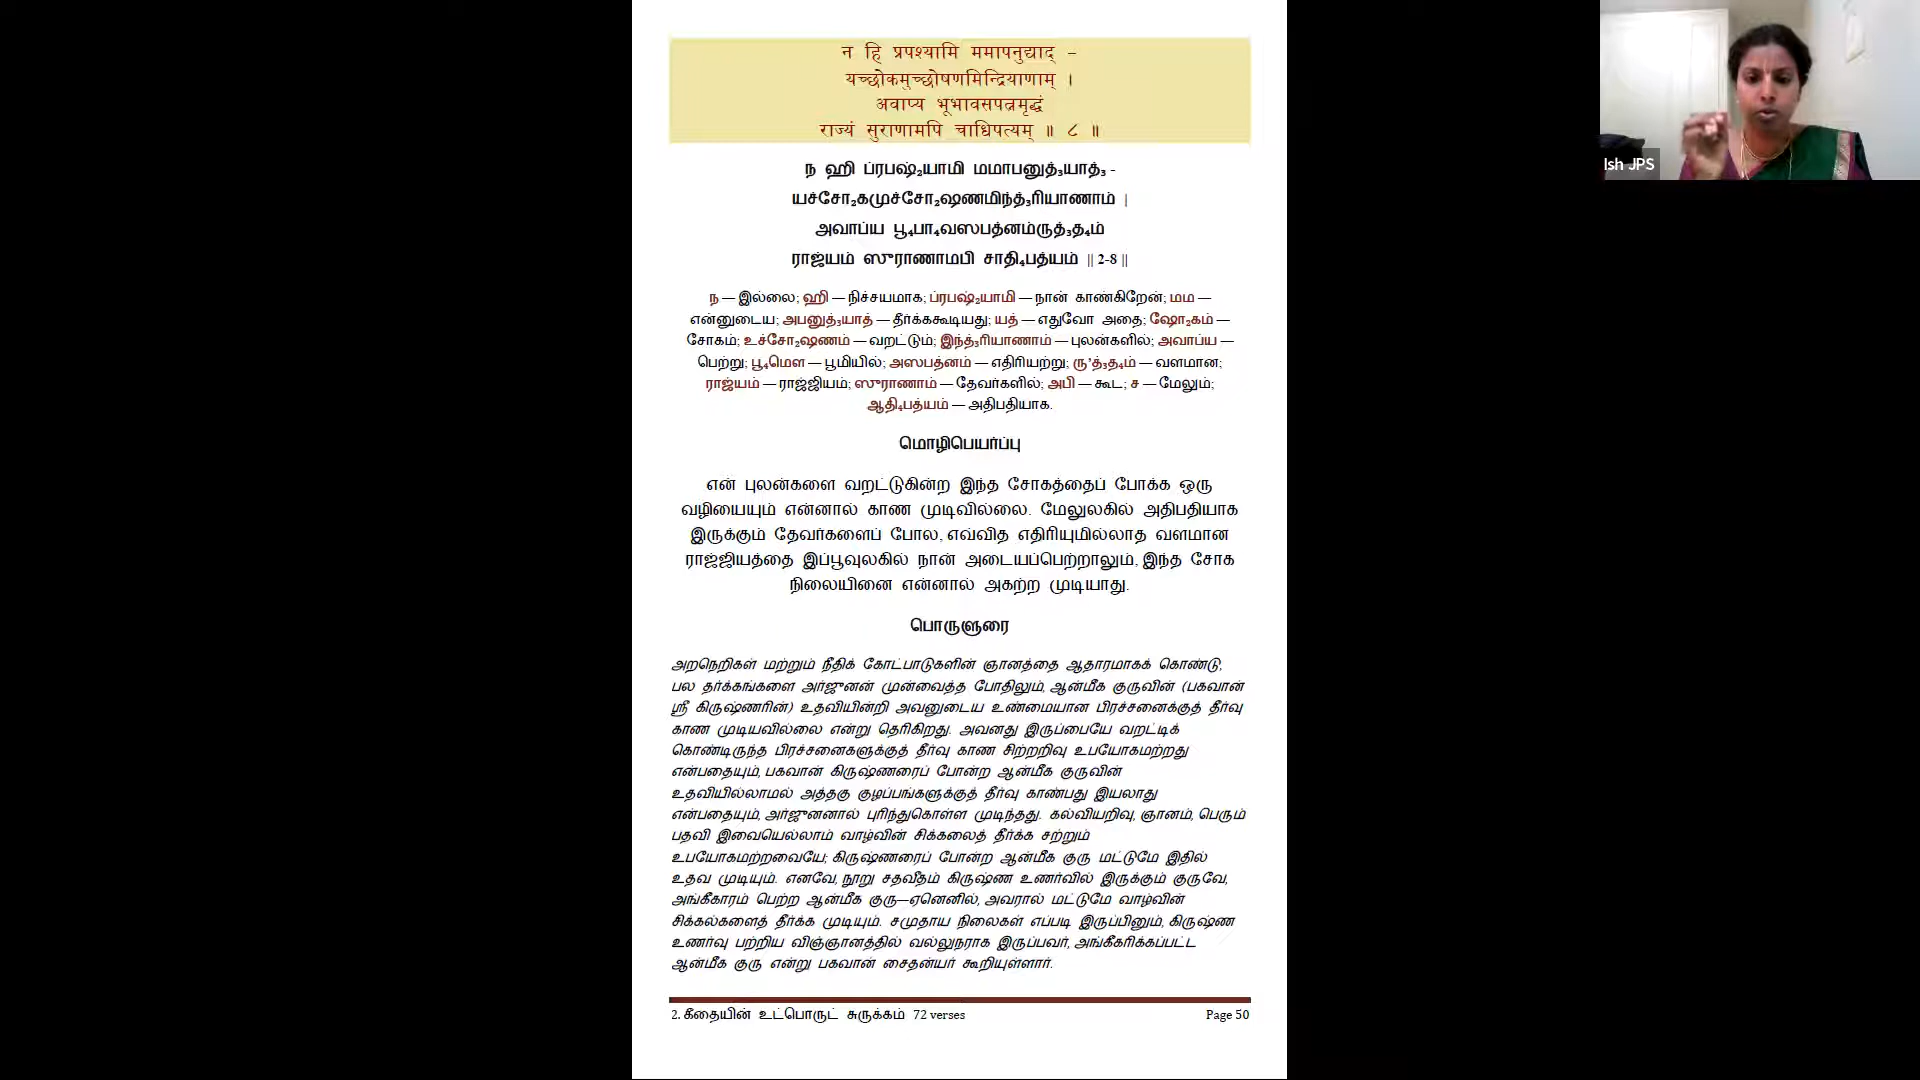 न हि प्रपश्यामि ममापनुद्याद् –
यच्छोकमुच्छोषणमिन्द्रियाणाम् ।
अवाप्य भूभावसपत्नमृद्धं
राज्यं सुराणामपि चाधिपत्यम् ॥ ८ ॥
ந ஹி ப்ரபஷ்₂யாமி மமாபனுத்₃யாத்₃ -
யச்சோ₂கமுச்சோ₂ஷணமிந்த்₃ரியாணாம் |
அவாப்ய பூ₄பா₄வஸபத்னம்ருத்₃த₄ம்
ராஜ்யம் ஸுராணாமபி சாதி₄பத்யம் || 2-8 ||
ந — இல்லை; ஹி — நிச்சயமாக; ப்ரபஷ்₂யாமி — நான் காண்கிறேன்; மம —
என்னுடைய; அபனுத்₃யாத் — தீர்க்ககூடியது; யத் — எதுவோ அதை; ஷோ₂கம் —
சோகம்; உச்சோ₂ஷணம் — வறட்டும்; இந்த்₃ரியாணாம் — புலன்களில்; அவாப்ய —
பெற்று; பூ₄மௌ — பூமியில்; அஸபத்னம் — எதிரியற்று; ரு'த்₃த₄ம் — வளமான;
ராஜ்யம் — ராஜ்ஜியம்; ஸுராணாம் — தேவர்களில்; அபி — கூட; ச — மேலும்;
ஆதி₄பத்யம் — அதிபதியாக.
மொழிபெயர்ப்பு
என் புலன்களை வறட்டுகின்ற இந்த சோகத்தைப் போக்க ஒரு
வழியையும் என்னால் காண முடிவில்லை. மேலுலகில் அதிபதியாக
இருக்கும் தேவர்களைப் போல, எவ்வித எதிரியுமில்லாத வளமான
ராஜ்ஜியத்தை இப்பூவுலகில் நான் அடையப்பெற்றாலும், இந்த சோக
நிலையினை என்னால் அகற்ற முடியாது.
பொருளுரை
அறநெறிகள் மற்றும் நீதிக் கோட்பாடுகளின் ஞானத்தை ஆதாரமாகக் கொண்டு,
பல தர்க்கங்களை அர்ஜுனன் முன்வைத்த போதிலும், ஆன்மீக குருவின் (பகவான்
ஸ்ரீ கிருஷ்ணரின்) உதவியின்றி அவனுடைய உண்மையான பிரச்சனைக்குத் தீர்வு
காண முடியவில்லை என்று தெரிகிறது. அவனது இருப்பையே வறட்டிக்
கொண்டிருந்த பிரச்சனைகளுக்குத் தீர்வு காண சிற்றறிவு உபயோகமற்றது
என்பதையும், பகவான் கிருஷ்ணரைப் போன்ற ஆன்மீக குருவின்
உதவியில்லாமல் அத்தகு குழப்பங்களுக்குத் தீர்வு காண்பது இயலாது
என்பதையும், அர்ஜுனனால் புரிந்துகொள்ள முடிந்தது. கல்வியறிவு, ஞானம், பெரும்
பதவி இவையெல்லாம் வாழ்வின் சிக்கலைத் தீர்க்க சற்றும்
உபயோகமற்றவையே; கிருஷ்ணரைப் போன்ற ஆன்மீக குரு மட்டுமே இதில்
உதவ முடியும். எனவே, நூறு சதவீதம் கிருஷ்ண உணர்வில் இருக்கும் குருவே,
அங்கீகாரம் பெற்ற ஆன்மீக குரு—ஏனெனில், அவரால் மட்டுமே வாழ்வின்
சிக்கல்களைத் தீர்க்க முடியும். சமுதாய நிலைகள் எப்படி இருப்பினும், கிருஷ்ண
உணர்வு பற்றிய விஞ்ஞானத்தில் வல்லுநராக இருப்பவர், அங்கீகரிக்கப்பட்ட
ஆன்மீக குரு என்று பகவான் சைதன்யர் கூறியுள்ளார்.
2. கீதையின் உட்பொருட் சுருக்கம் 72 verses Page 50
Ish JPS